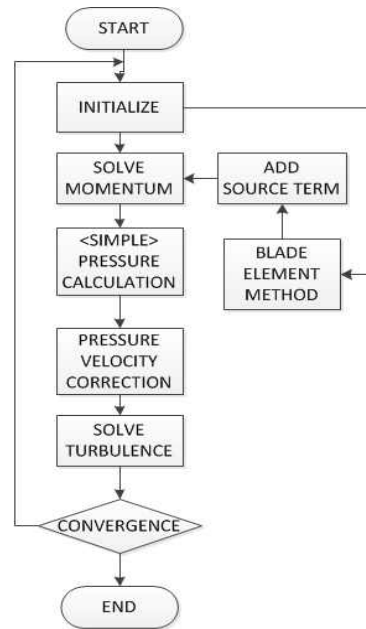 START
INITIALIZE
SOLVE
MOMENTUM
ADD
SOURCE TERM
<SIMPLE>
PRESSURE
CALCULATION
BLADE
ELEMENT
METHOD
PRESSURE
VELOCITY
CORRECTION
SOLVE
TURBULENCE
CONVERGENCE
END